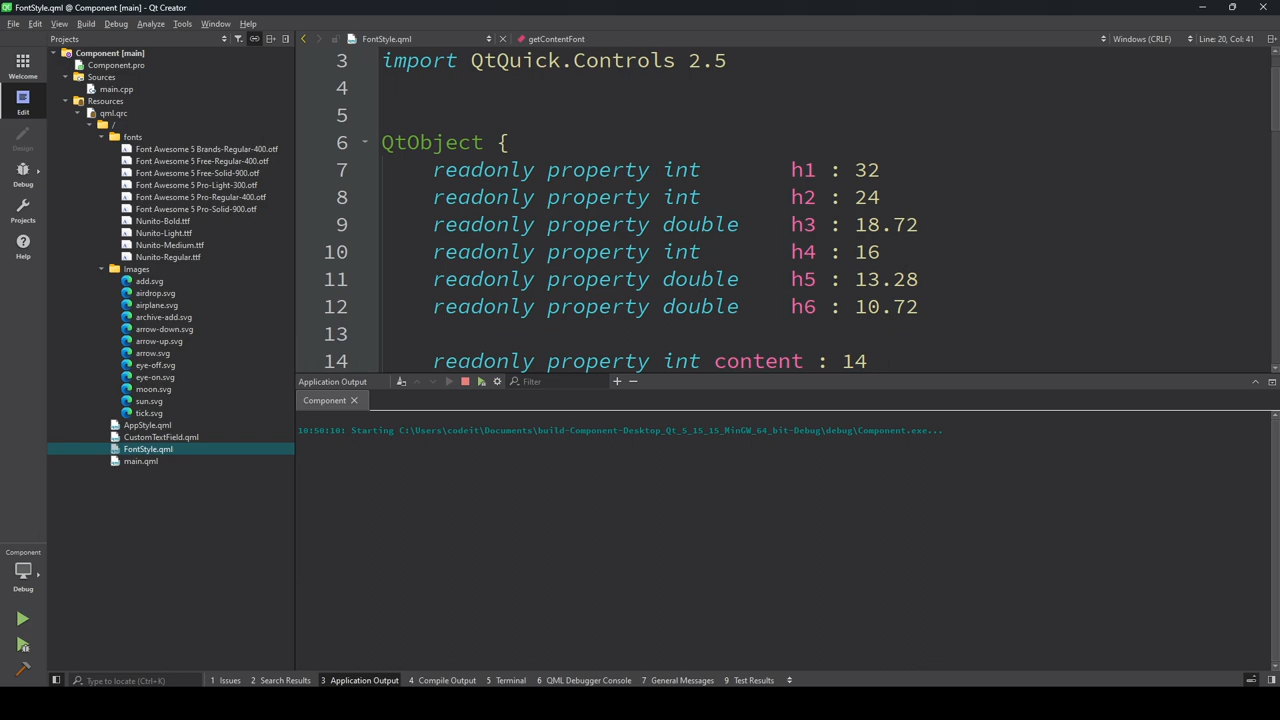 FontStyle.qml @ Component [main] - Qt Creator
File Edit View Build Debug Analyze Tools Window Help
Projects
FontStyle.qml
getContentFont
Windows (CRLF)
Line: 20, Col: 41
Welcome
Edit
Design
Debug
Projects
Help
Component
Debug
Component [main]
Component.pro
Sources
main.cpp
Resources
qml.qrc
/
fonts
Font Awesome 5 Brands-Regular-400.otf
Font Awesome 5 Free-Regular-400.otf
Font Awesome 5 Free-Solid-900.otf
Font Awesome 5 Pro-Light-300.otf
Font Awesome 5 Pro-Regular-400.otf
Font Awesome 5 Pro-Solid-900.otf
Nunito-Bold.ttf
Nunito-Light.ttf
Nunito-Medium.ttf
Nunito-Regular.ttf
Images
add.svg
airdrop.svg
airplane.svg
archive-add.svg
arrow-down.svg
arrow-up.svg
arrow.svg
eye-off.svg
eye-on.svg
moon.svg
sun.svg
tick.svg
AppStyle.qml
CustomTextField.qml
FontStyle.qml
main.qml
3 import QtQuick.Controls 2.5
4
5
6 QtObject {
7 readonly property int h1 : 32
8 readonly property int h2 : 24
9 readonly property double h3 : 18.72
10 readonly property int h4 : 16
11 readonly property double h5 : 13.28
12 readonly property double h6 : 10.72
13
14 readonly property int content : 14
Application Output
Filter
Component
10:50:10: Starting C:\Users\codeit\Documents\build-Component-Desktop_Qt_5_15_15_MinGW_64_bit-Debug\debug\Component.exe...
Type to locate (Ctrl+K)
1 Issues 2 Search Results 3 Application Output 4 Compile Output 5 Terminal 6 QML Debugger Console 7 General Messages 9 Test Results